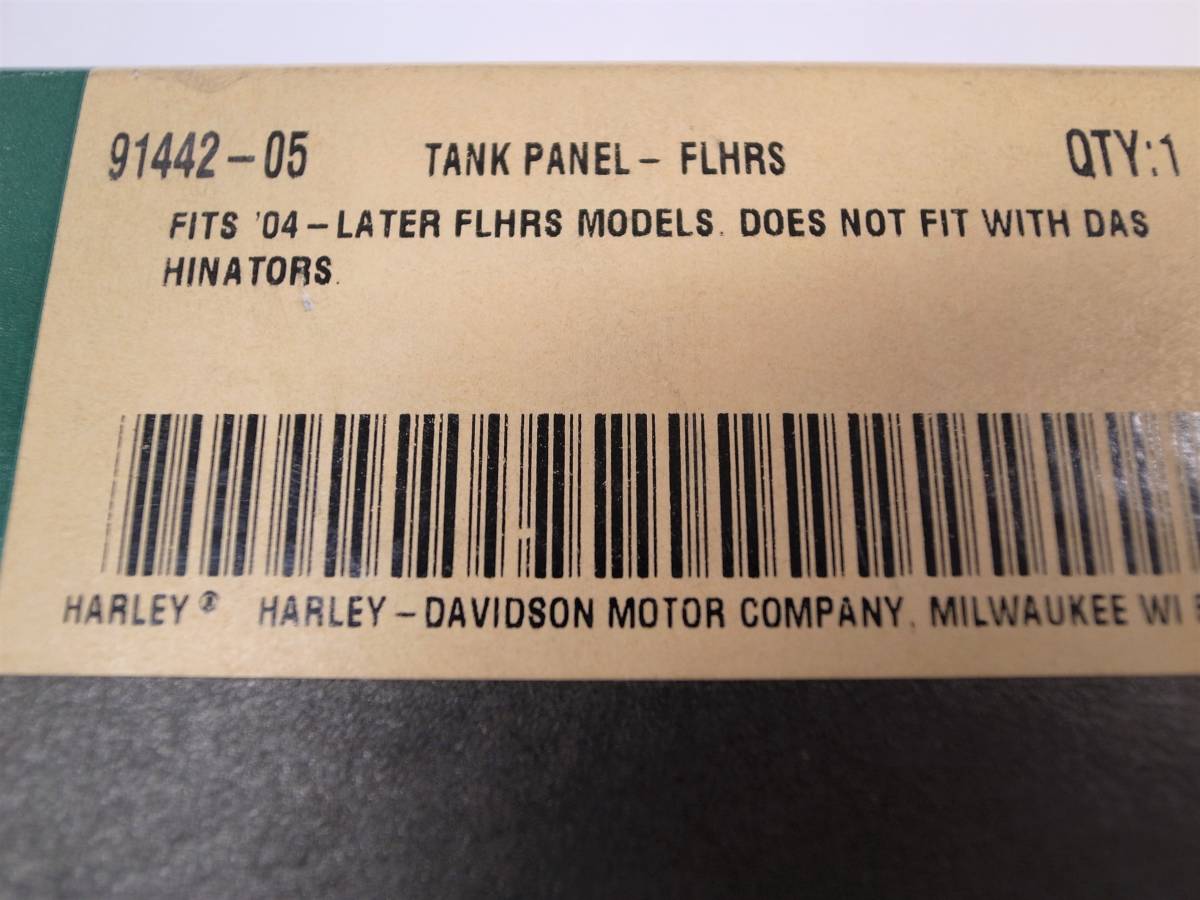 91442-05 TANK PANEL- FLHRS QTY:1
FITS '04-LATER FLHRS MODELS. DOES NOT FIT WITH DAS
HINATORS.
HARLEY® HARLEY-DAVIDSON MOTOR COMPANY, MILWAUKEE WI